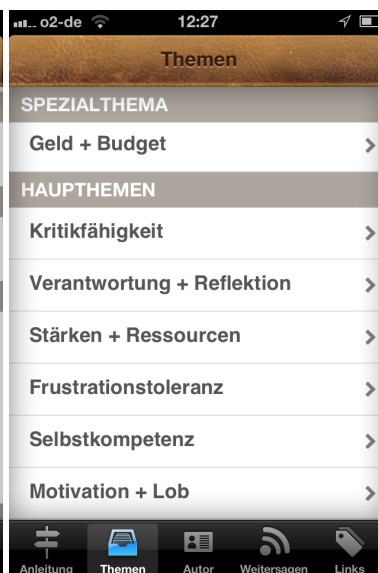 o2-de 12:27
Themen
SPEZIALTHEMA
Geld + Budget
HAUPTHEMEN
Kritikfähigkeit
Verantwortung + Reflektion
Stärken + Ressourcen
Frustrationstoleranz
Selbstkompetenz
Motivation + Lob
Anleitung Themen Autor Weitersagen Links